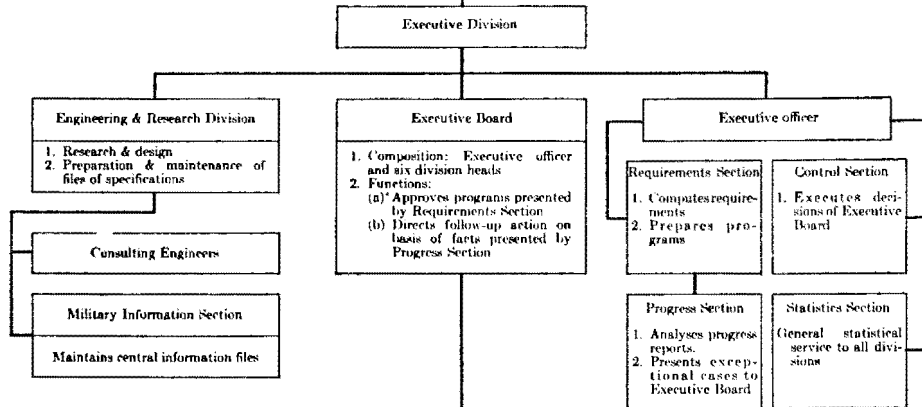 Executive Division
Engineering & Research Division
1. Research & design
2. Preparation & maintenance of
files of specifications
Consulting Engineers
Military Information Section
Maintains central information files
Executive Board
1. Composition: Executive officer
and six division heads
2. Functions:
(a) Approves programs presented
by Requirements Section
(b) Directs follow-up action on
basis of facts presented by
Progress Section
Executive officer
Requirements Section
1. Computes require-
ments
2. Prepares pro-
grams
Control Section
1. Executes deci-
sions of Executive
Board
Progress Section
1. Analyses progress
reports.
2. Presents excep-
tional cases to
Executive Board
Statistics Section
General statistical
service to all divi-
sions